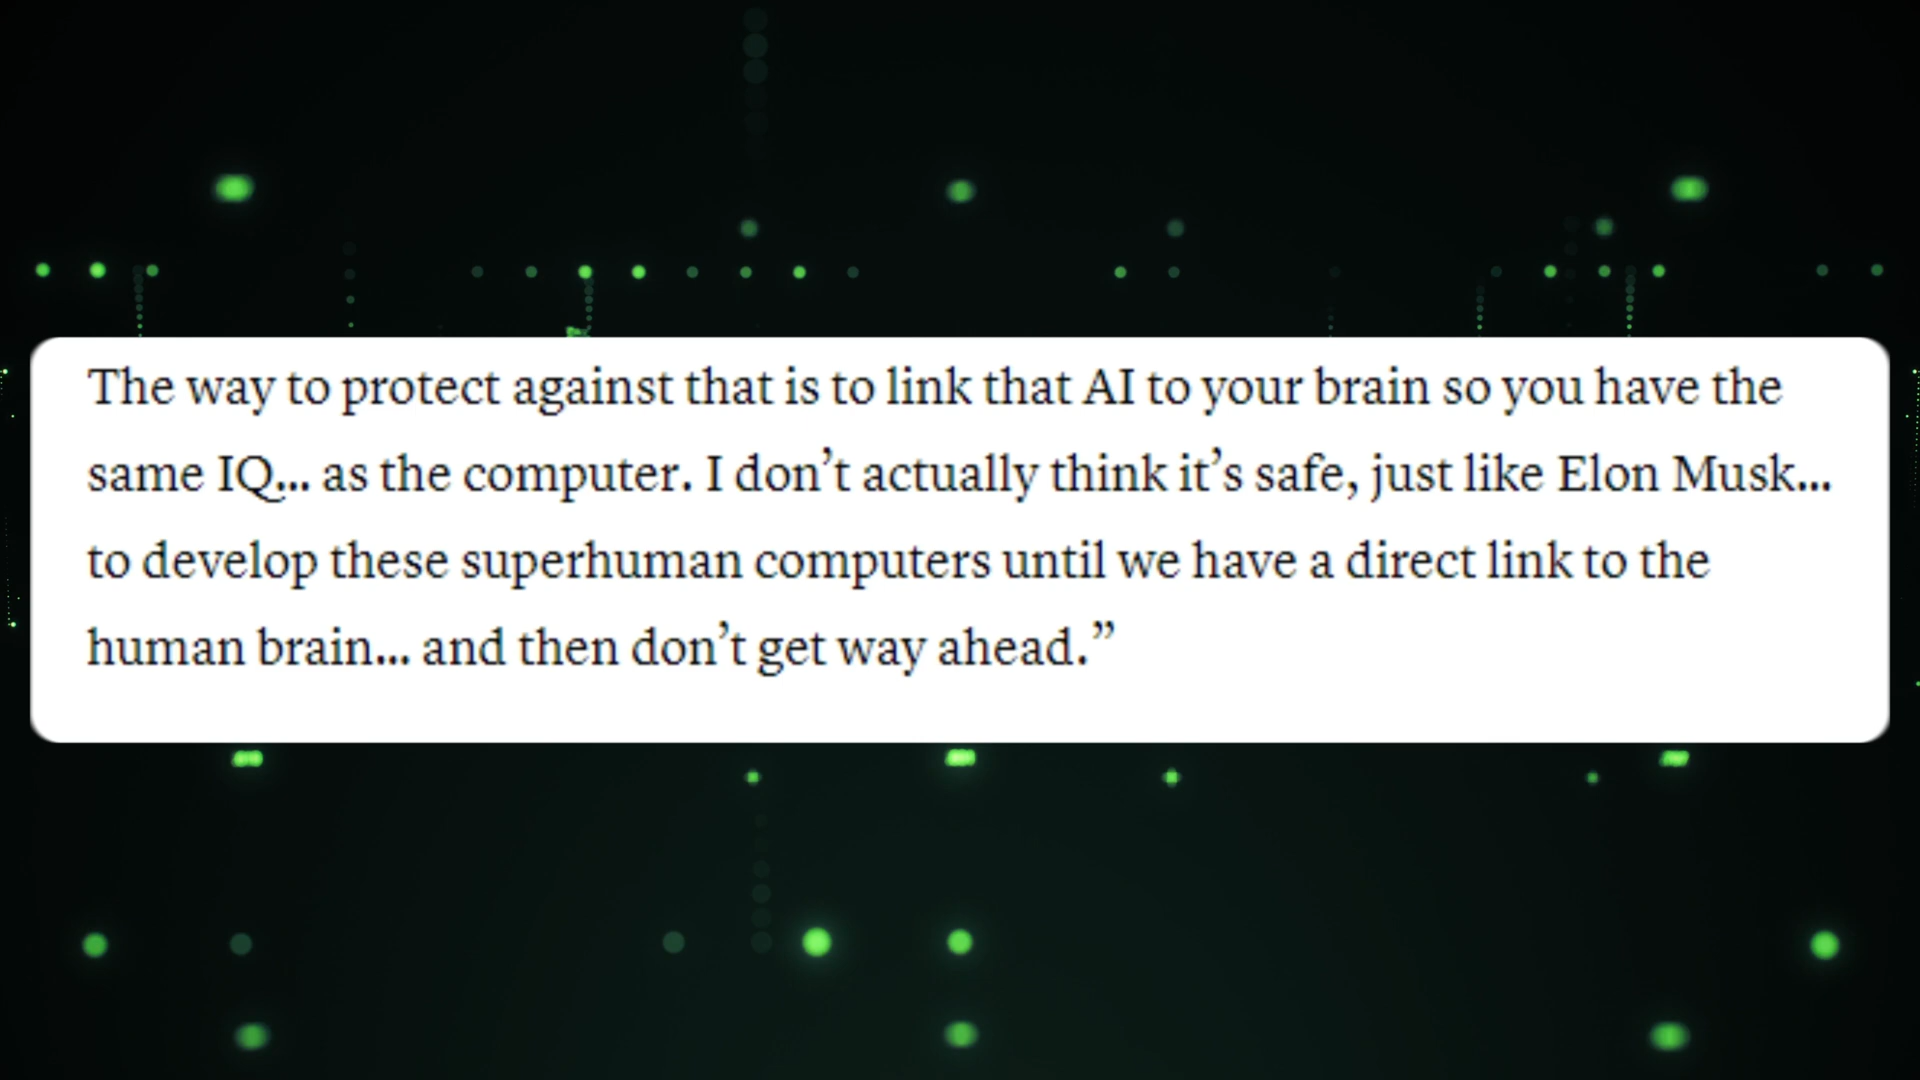 The way to protect against that is to link that AI to your brain so you have the
same IQ... as the computer. I don’t actually think it’s safe, just like Elon Musk...
to develop these superhuman computers until we have a direct link to the
human brain... and then don’t get way ahead.”